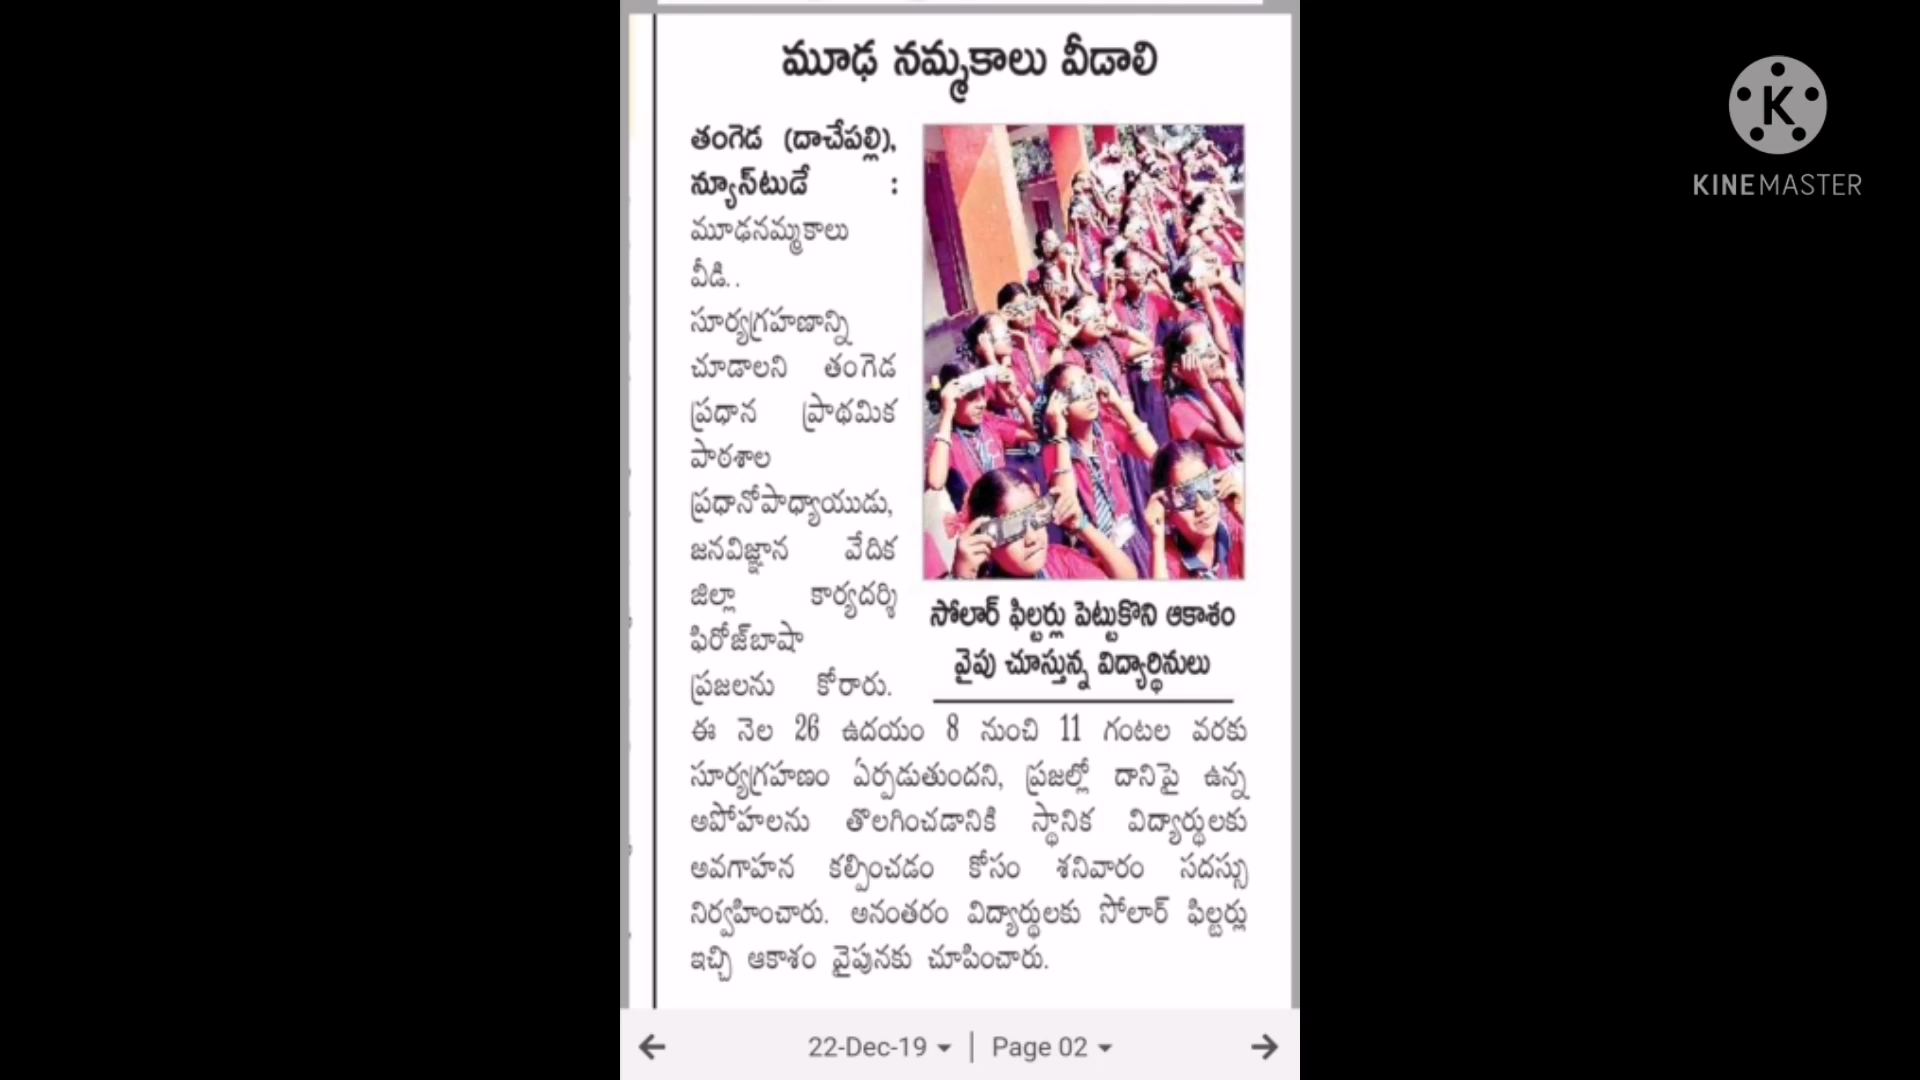 మూఢ నమ్మకాలు వీడాలి
తంగెడ (దాచేపల్లి),
న్యూస్‌టుడే :
మూఢనమ్మకాలు
వీడి..
సూర్యగ్రహణాన్ని
చూడాలని తంగెడ
ప్రధాన ప్రాథమిక
పాఠశాల
ప్రధానోపాధ్యాయుడు,
జనవిజ్ఞాన వేదిక
జిల్లా కార్యదర్శి
ఫిరోజ్‌బాషా
ప్రజలను కోరారు.
సోలార్ ఫిల్టర్లు పెట్టుకొని ఆకాశం
వైపు చూస్తున్న విద్యార్థినులు
ఈ నెల 26 ఉదయం 8 నుంచి 11 గంటల వరకు
సూర్యగ్రహణం ఏర్పడుతుందని, ప్రజల్లో దానిపై ఉన్న
అపోహలను తొలగించడానికి స్థానిక విద్యార్థులకు
అవగాహన కల్పించడం కోసం శనివారం సదస్సు
నిర్వహించారు. అనంతరం విద్యార్థులకు సోలార్ ఫిల్టర్లు
ఇచ్చి ఆకాశం వైపునకు చూపించారు.
22-Dec-19 | Page 02
K
KINEMASTER